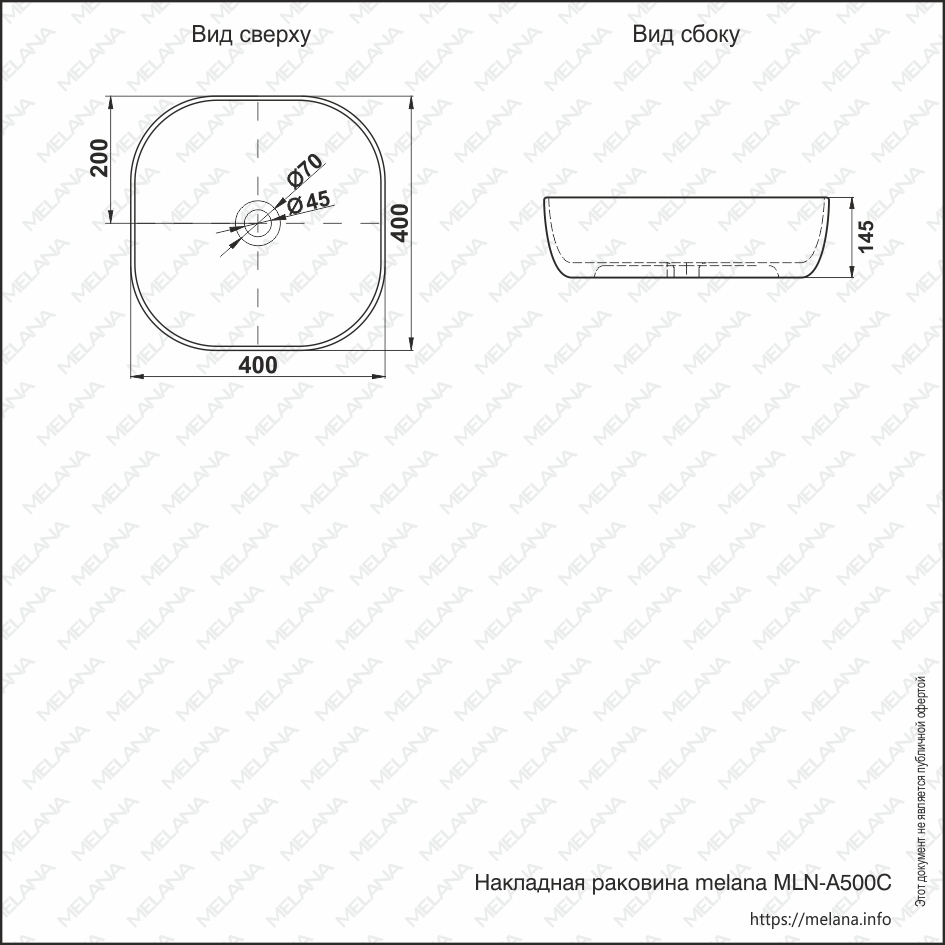 Вид сверху
Вид сбоку
200
Ø70
Ø45
400
400
145
Этот документ не является публичной офертой
Накладная раковина melana MLN-A500C
https://melana.info
MELANA